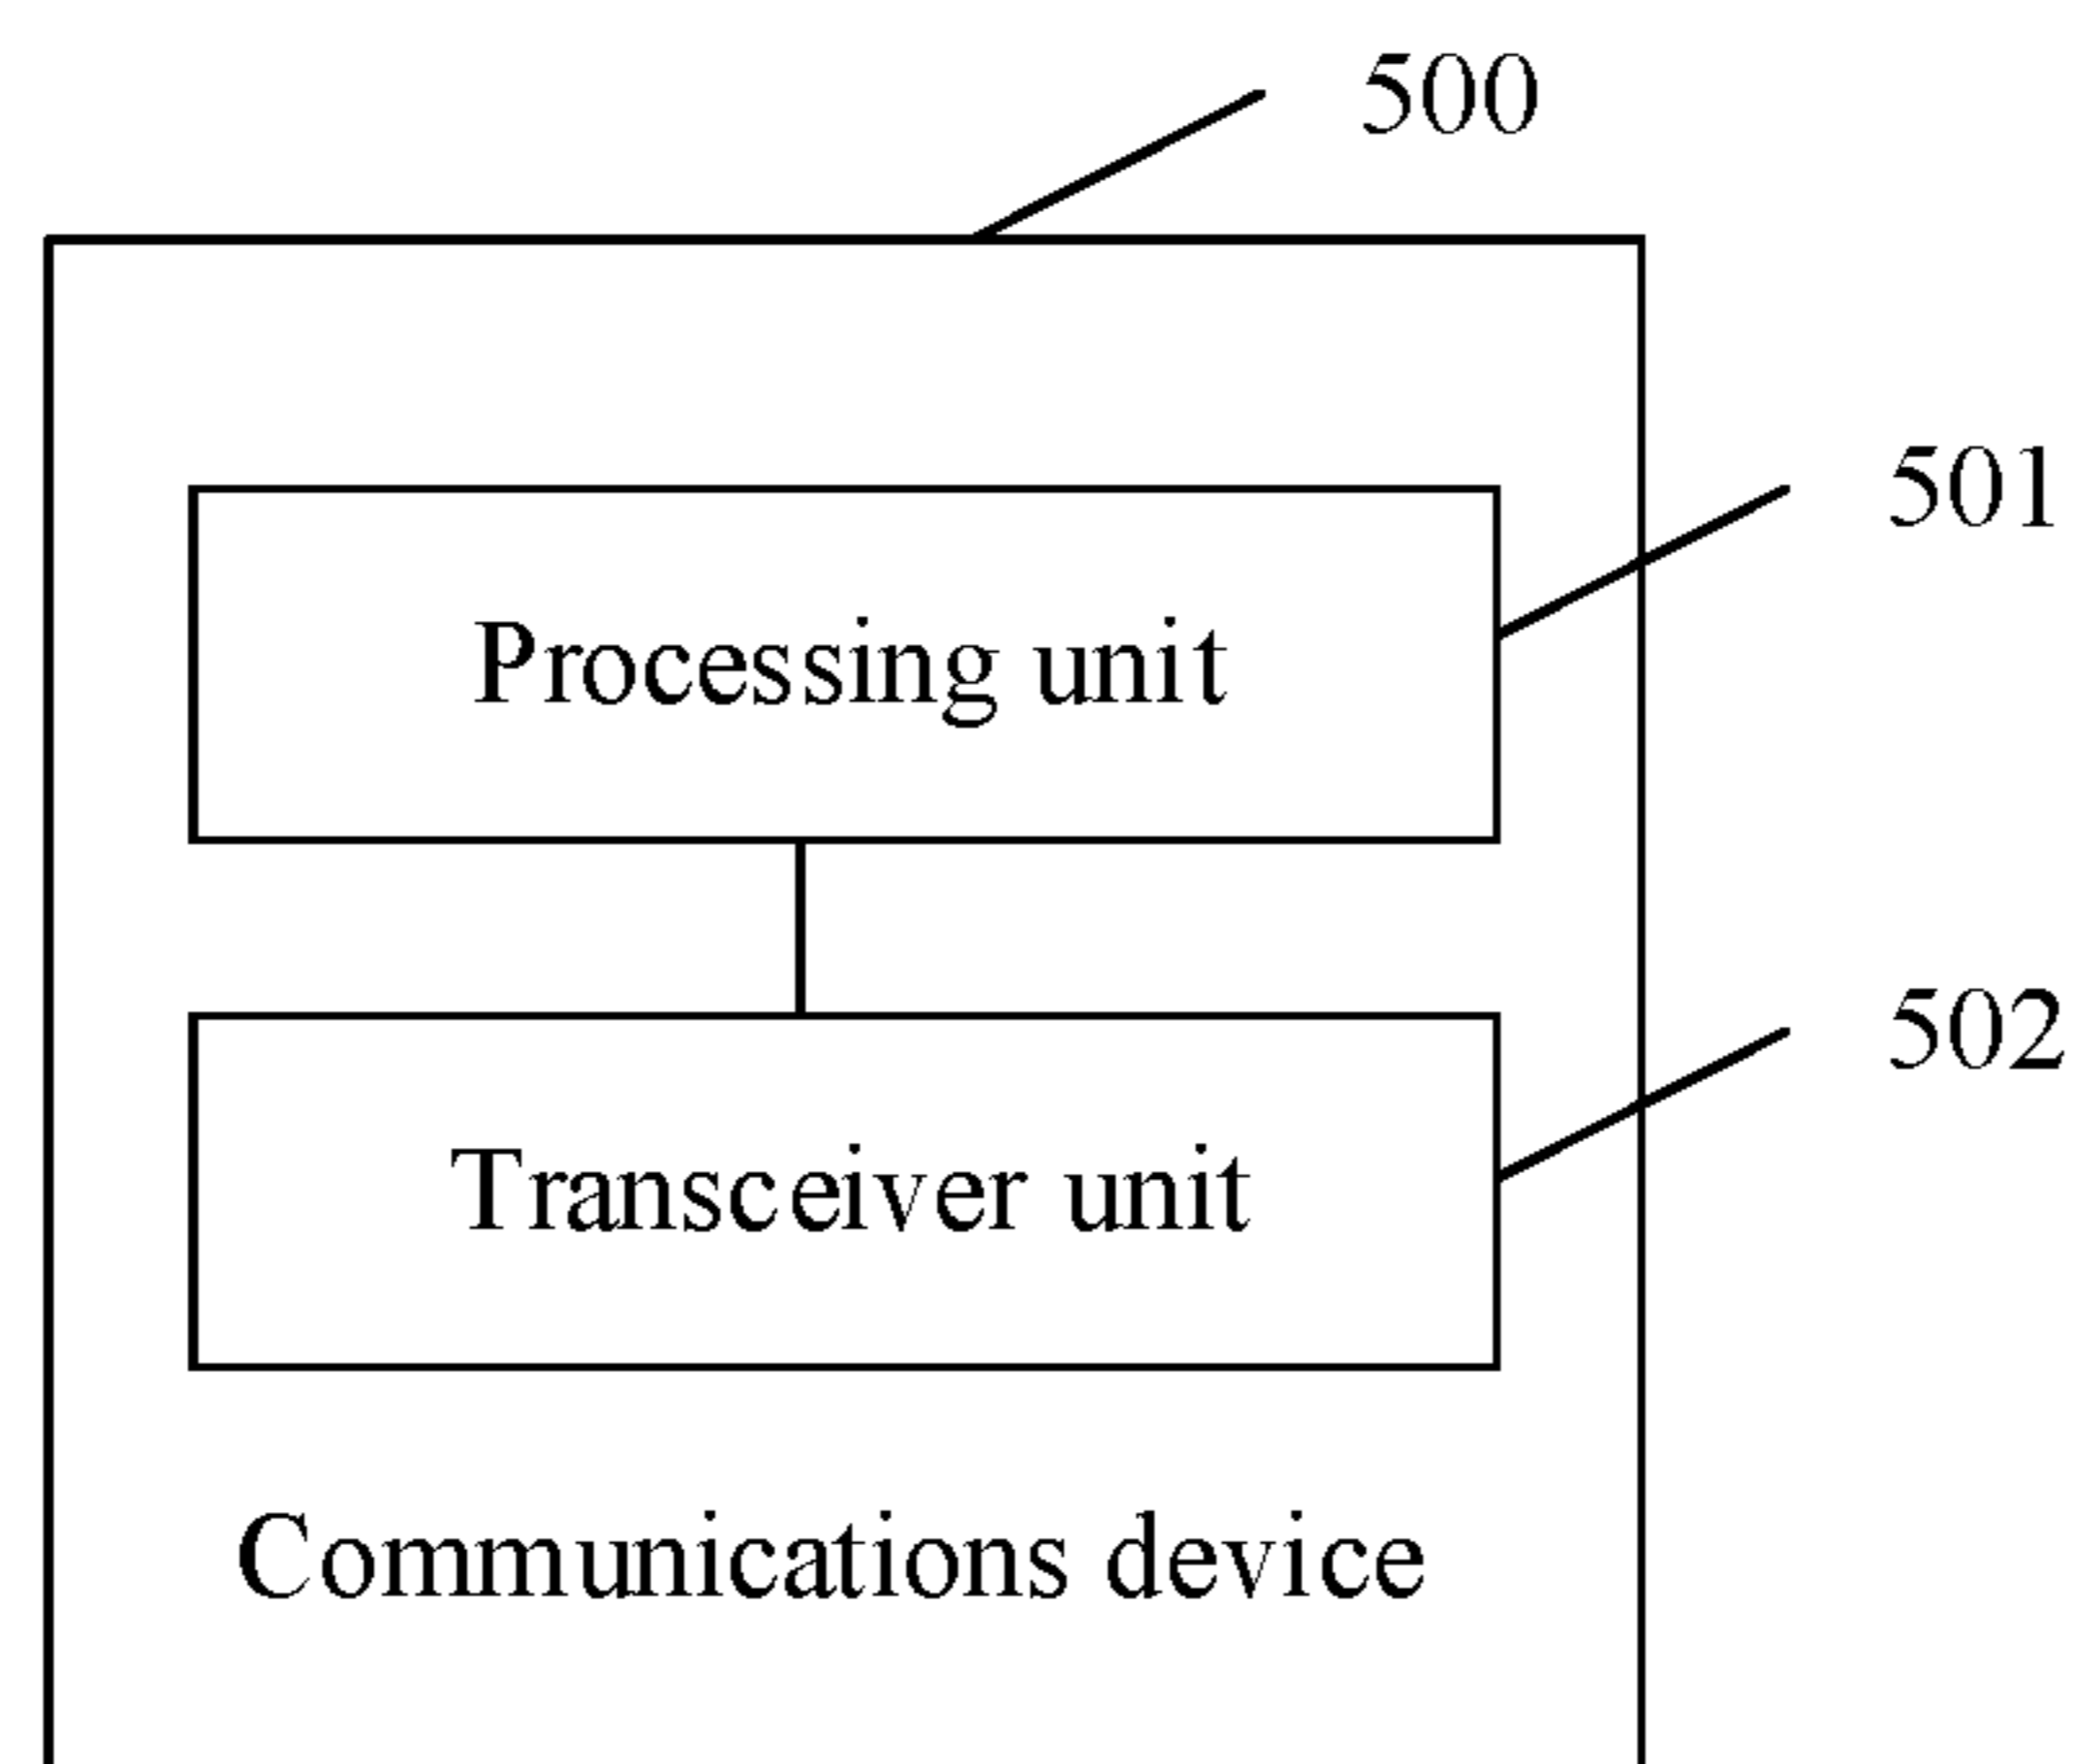 500
501
Processing unit
502
Transceiver unit
Communications device